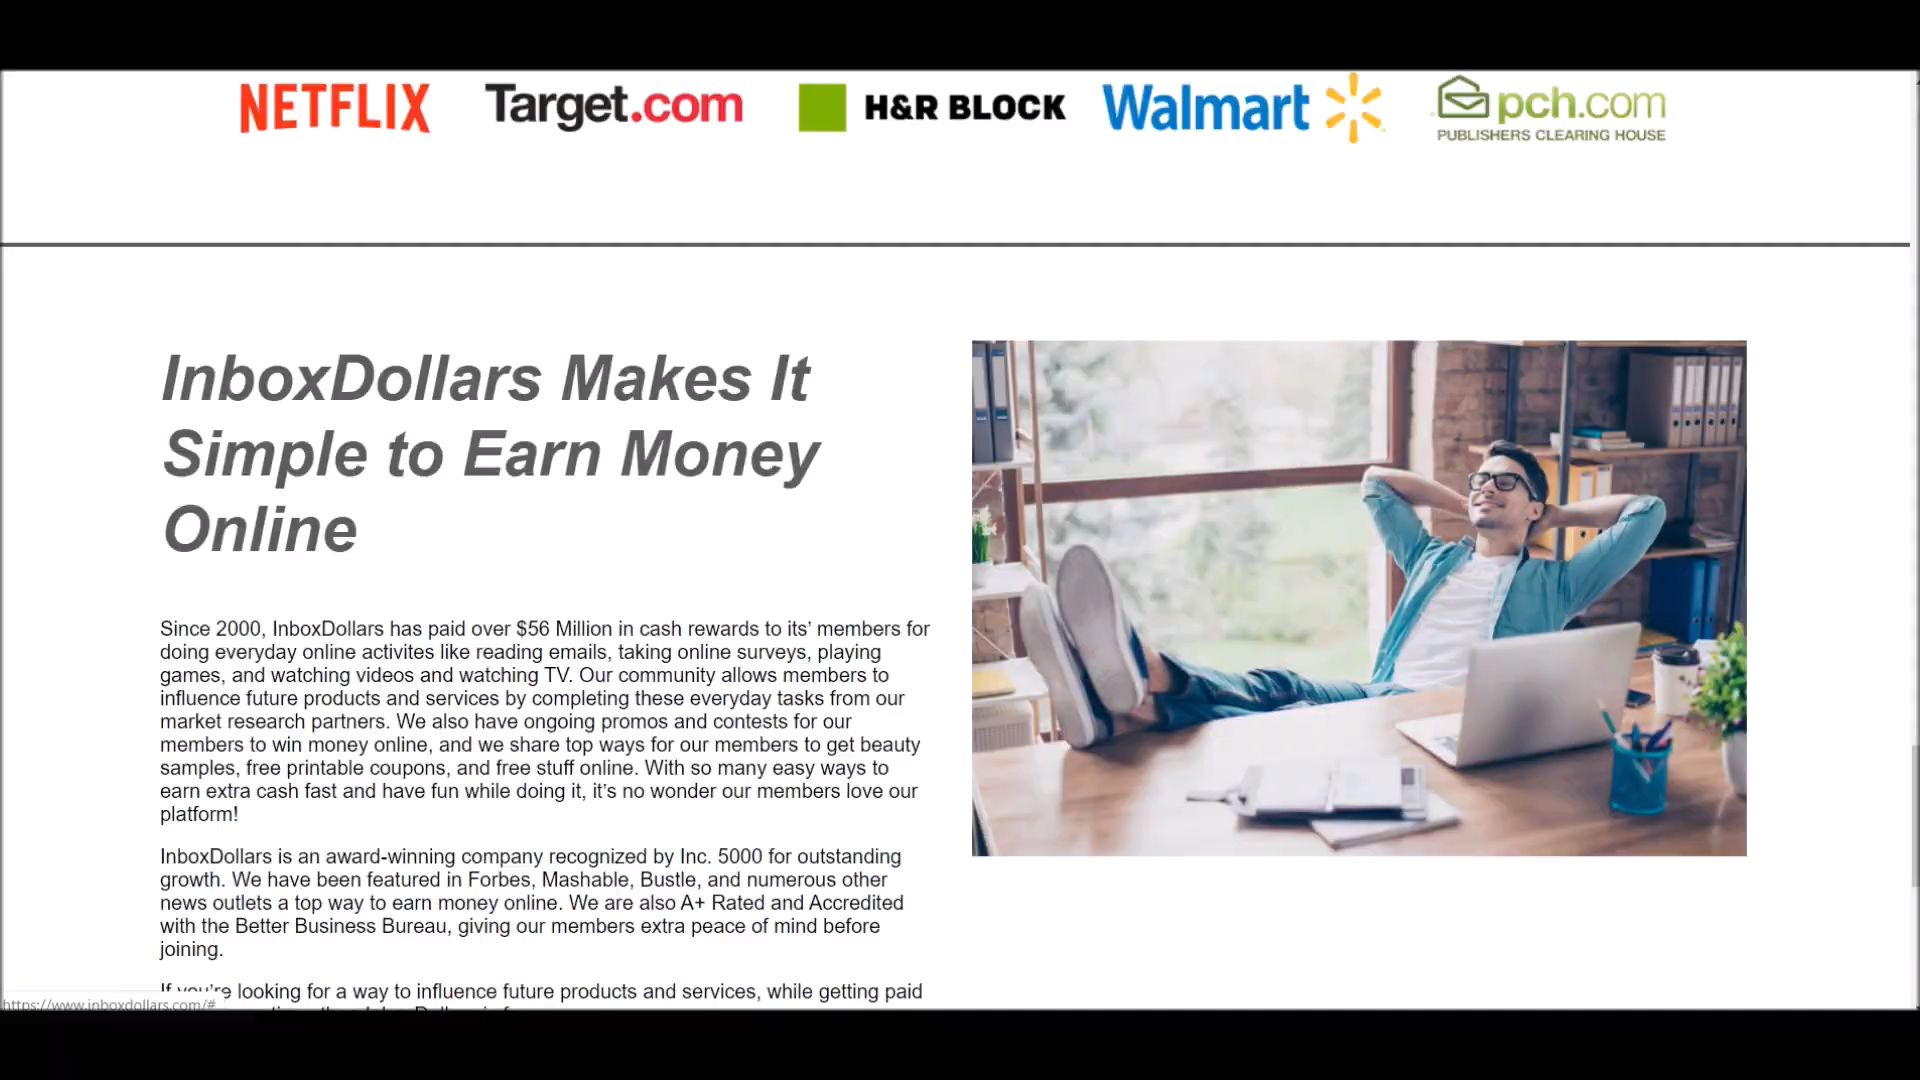 NETFLIX Target.com H&R BLOCK Walmart pch.com
PUBLISHERS CLEARING HOUSE
InboxDollars Makes It
Simple to Earn Money
Online
Since 2000, InboxDollars has paid over $56 Million in cash rewards to its’ members for
doing everyday online activites like reading emails, taking online surveys, playing
games, and watching videos and watching TV. Our community allows members to
influence future products and services by completing these everyday tasks from our
market research partners. We also have ongoing promos and contests for our
members to win money online, and we share top ways for our members to get beauty
samples, free printable coupons, and free stuff online. With so many easy ways to
earn extra cash fast and have fun while doing it, it’s no wonder our members love our
platform!
InboxDollars is an award-winning company recognized by Inc. 5000 for outstanding
growth. We have been featured in Forbes, Mashable, Bustle, and numerous other
news outlets a top way to earn money online. We are also A+ Rated and Accredited
with the Better Business Bureau, giving our members extra peace of mind before
joining.
If you’re looking for a way to influence future products and services, while getting paid
https://www.inboxdollars.com/#